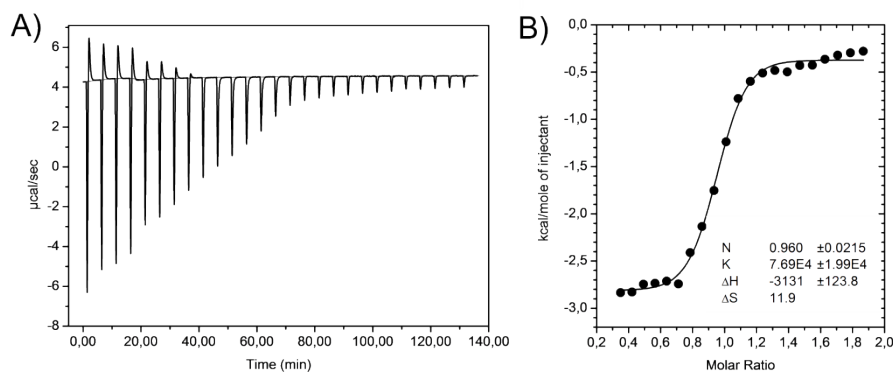 A)
6
4
2
0
-2
-4
-6
-8
µcal/sec
0,00 20,00 40,00 60,00 80,00 100,00 120,00 140,00
Time (min)
B)
0,0
-0,5
-1,0
-1,5
-2,0
-2,5
-3,0
kcal/mole of injectant
N 0.960 ±0.0215
K 7.69E4 ±1.99E4
ΔH -3131 ±123.8
ΔS 11.9
0,2 0,4 0,6 0,8 1,0 1,2 1,4 1,6 1,8 2,0
Molar Ratio